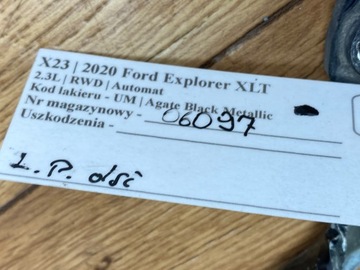 X23 | 2020 Ford Explorer XLT
2.3L | RWD | Automat
Kod lakieru - UM | Agate Black Metallic
Nr magazynowy - 06097
Uszkodzenia -
L. P. dść